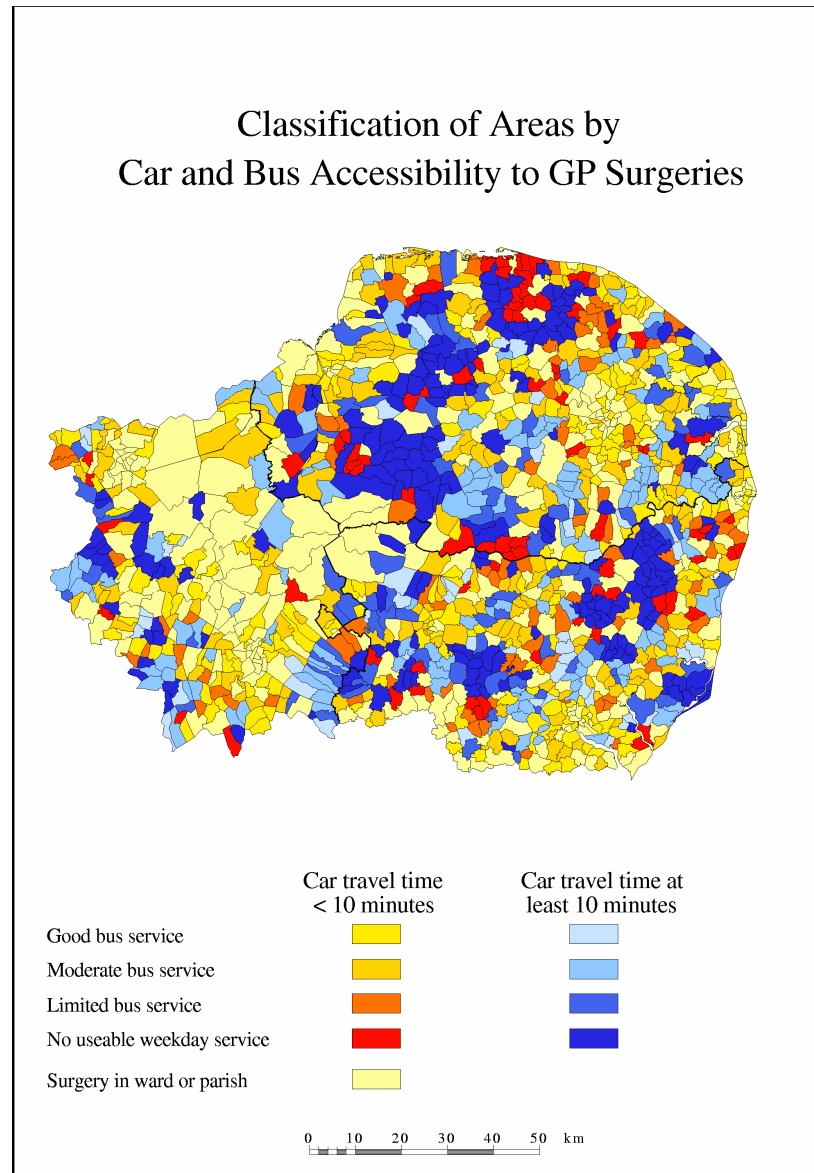 Classification of Areas by
Car and Bus Accessibility to GP Surgeries
Car travel time
< 10 minutes
Car travel time at
least 10 minutes
Good bus service
Moderate bus service
Limited bus service
No useable weekday service
Surgery in ward or parish
0 10 20 30 40 50 km